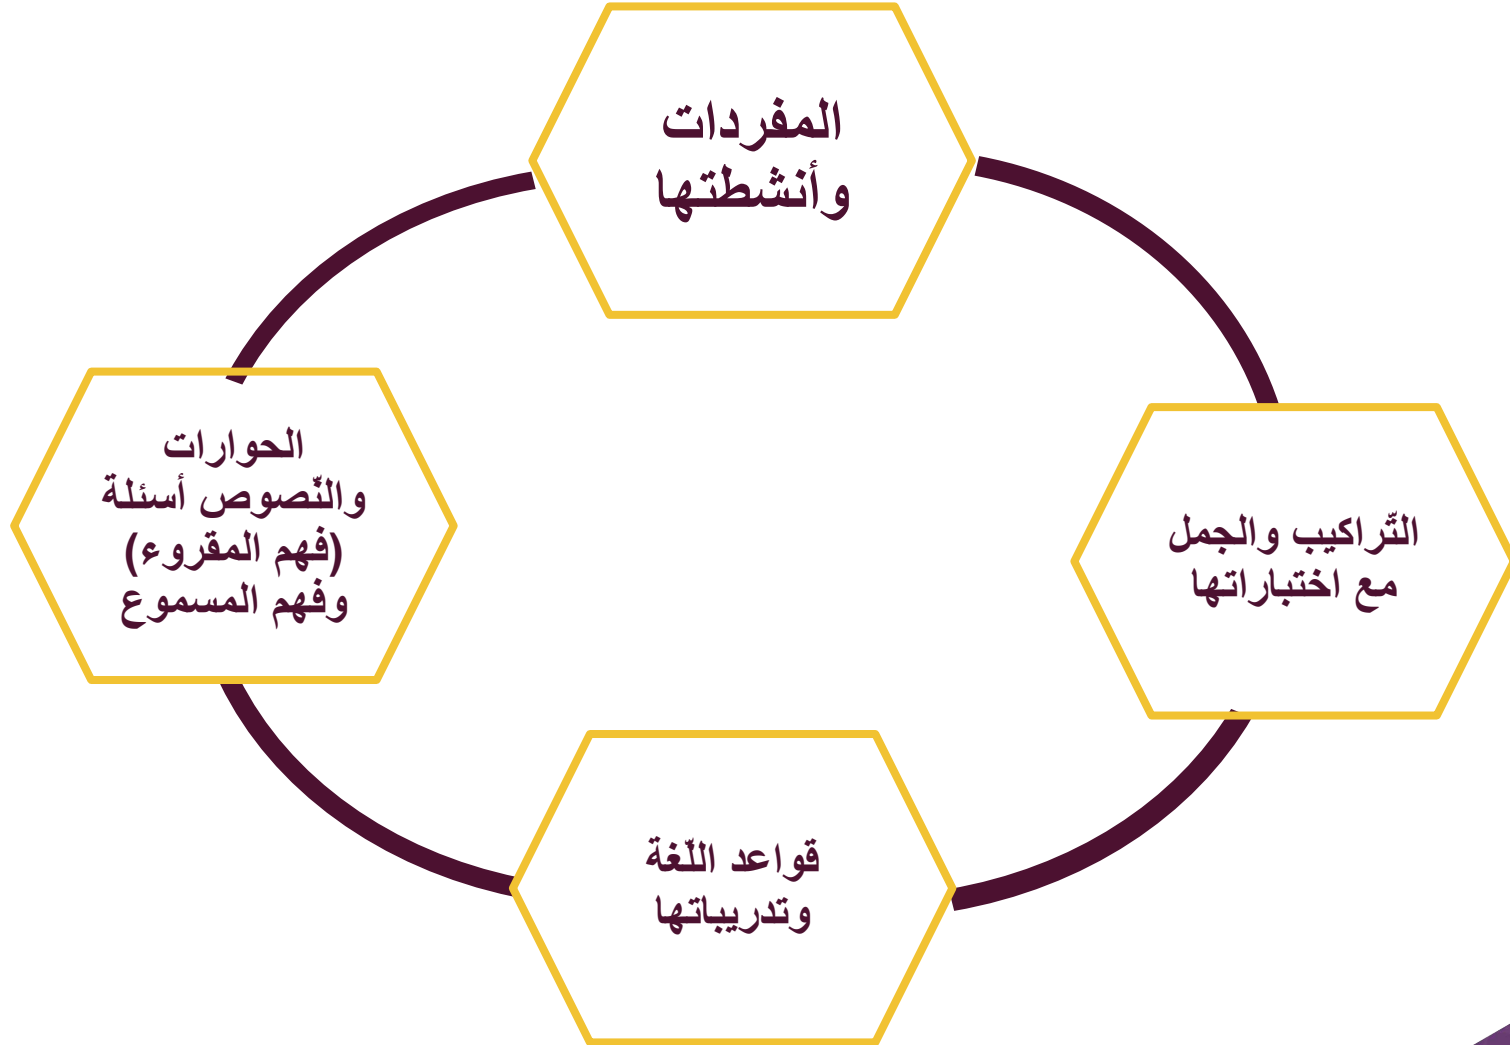 المفردات
وأنشطتها
التّراكيب والجمل
مع اختباراتها
قواعد اللّغة
وتدريباتها
الحوارات
والنّصوص أسئلة
(فهم المقروء)
وفهم المسموع